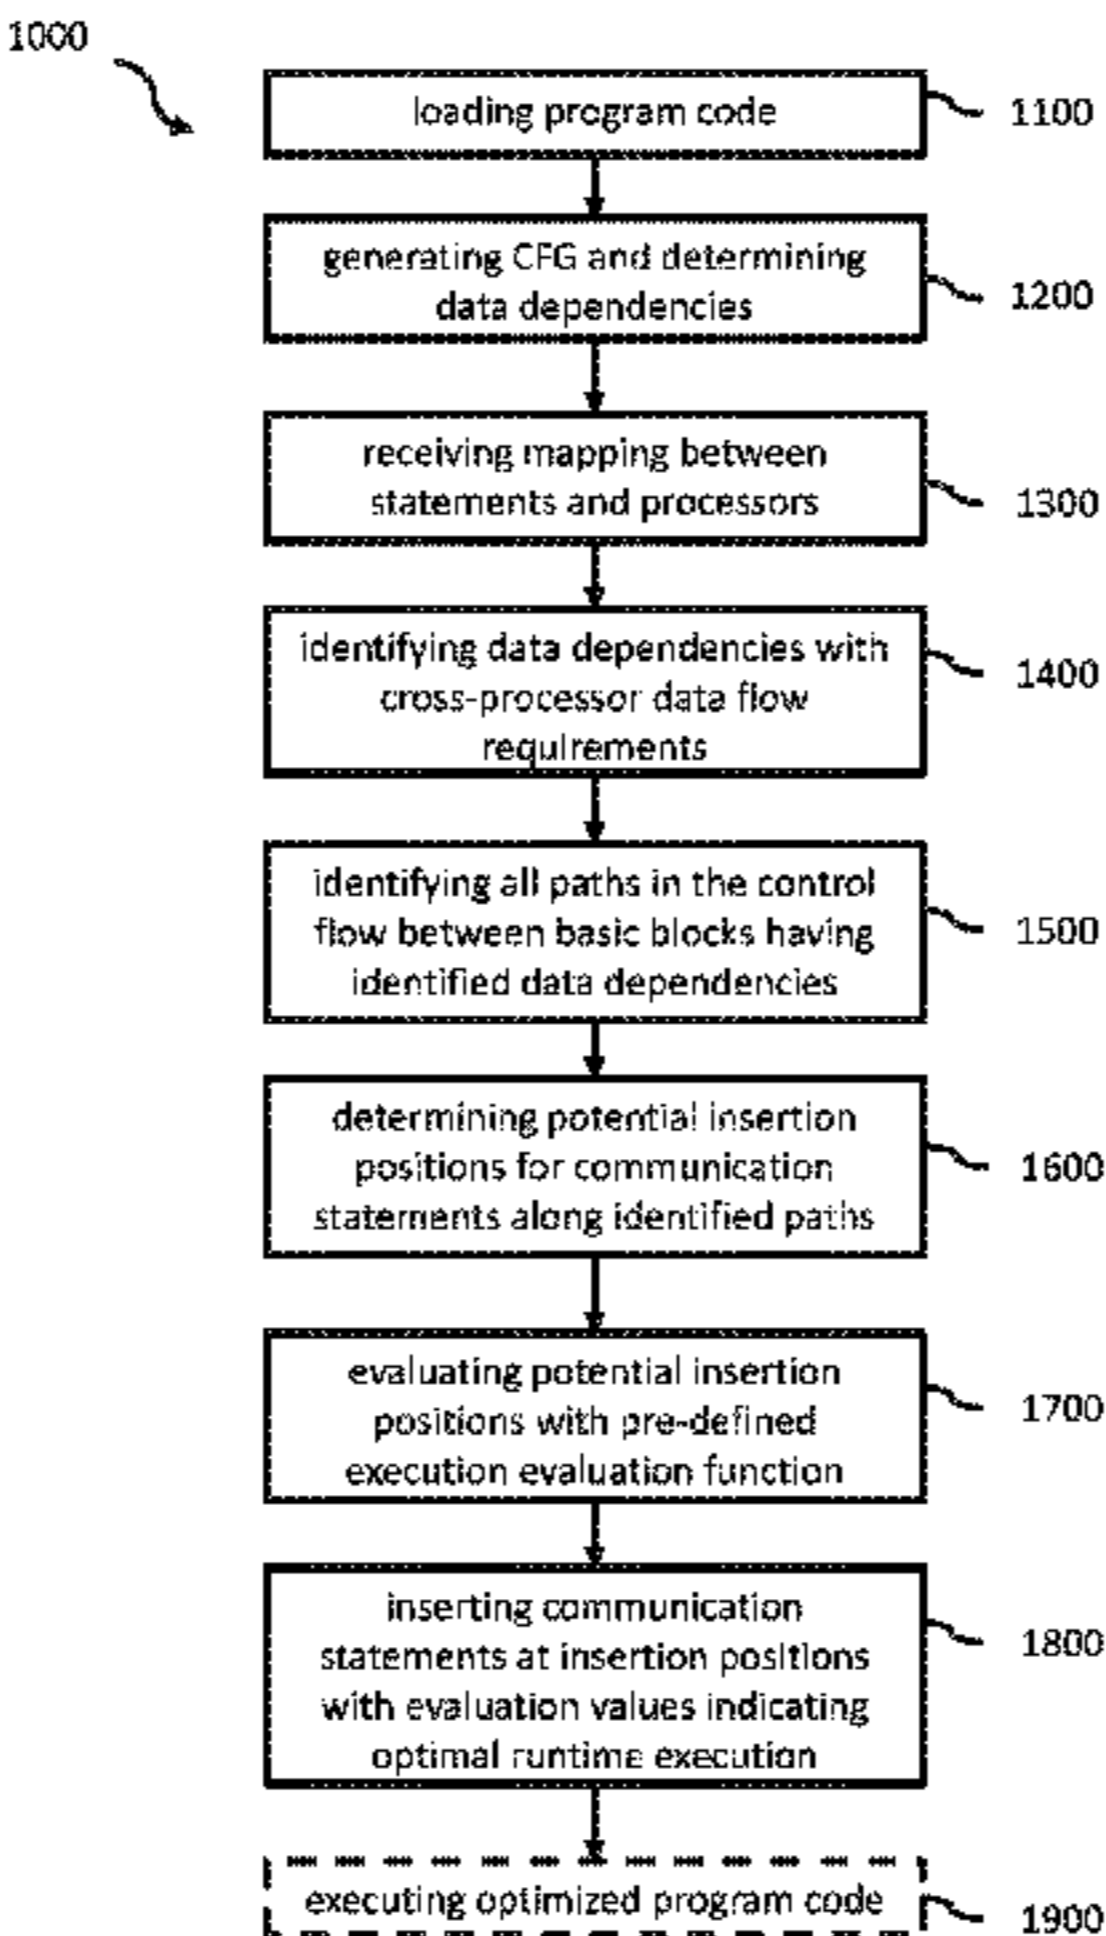 1000
loading program code
1100
generating CFG and determining
data dependencies
1200
receiving mapping between
statements and processors
1300
identifying data dependencies with
cross-processor data flow
requirements
1400
identifying all paths in the control
flow between basic blocks having
identified data dependencies
1500
determining potential insertion
positions for communication
statements along identified paths
1600
evaluating potential insertion
positions with pre-defined
execution evaluation function
1700
inserting communication
statements at insertion positions
with evaluation values indicating
optimal runtime execution
1800
executing optimized program code
1900